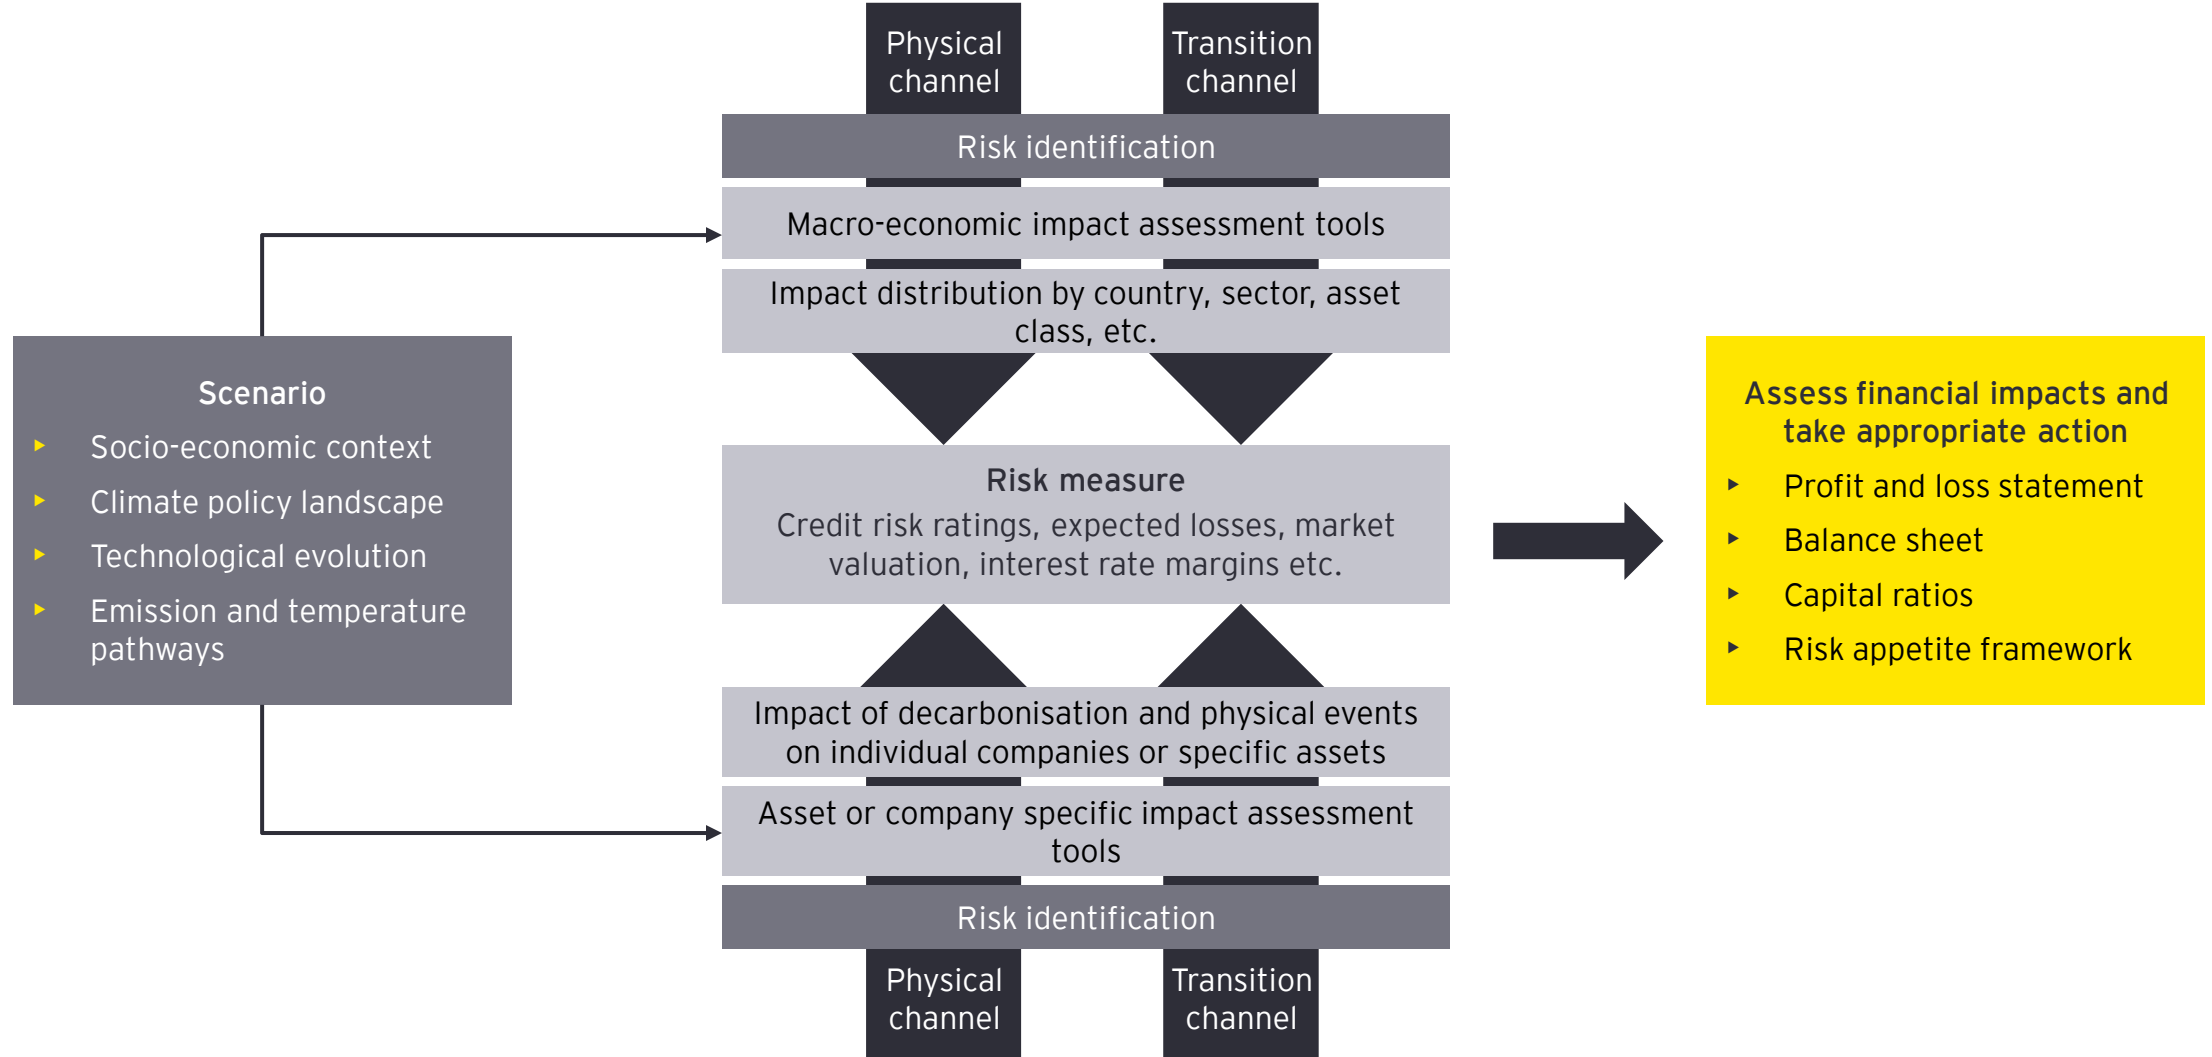 Physical
channel
Transition
channel
Risk identification
Macro-economic impact assessment tools
Impact distribution by country, sector, asset
class, etc.
Scenario
Socio-economic context
Climate policy landscape
Technological evolution
Emission and temperature
pathways
Risk measure
Credit risk ratings, expected losses, market
valuation, interest rate margins etc.
Assess financial impacts and
take appropriate action
Profit and loss statement
Balance sheet
Capital ratios
Risk appetite framework
Impact of decarbonisation and physical events
on individual companies or specific assets
Asset or company specific impact assessment
tools
Risk identification
Physical
channel
Transition
channel